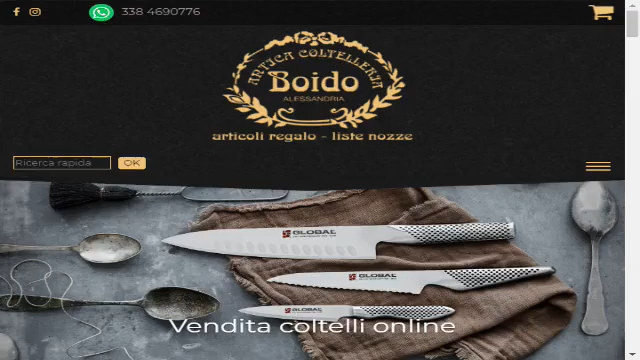 338 4690776
ANTICA COLTELLERIA
Boido
ALESSANDRIA
articoli regalo - liste nozze
Ricerca rapida
OK
GLOBAL
GLOBAL
GLOBAL
Vendita coltelli online